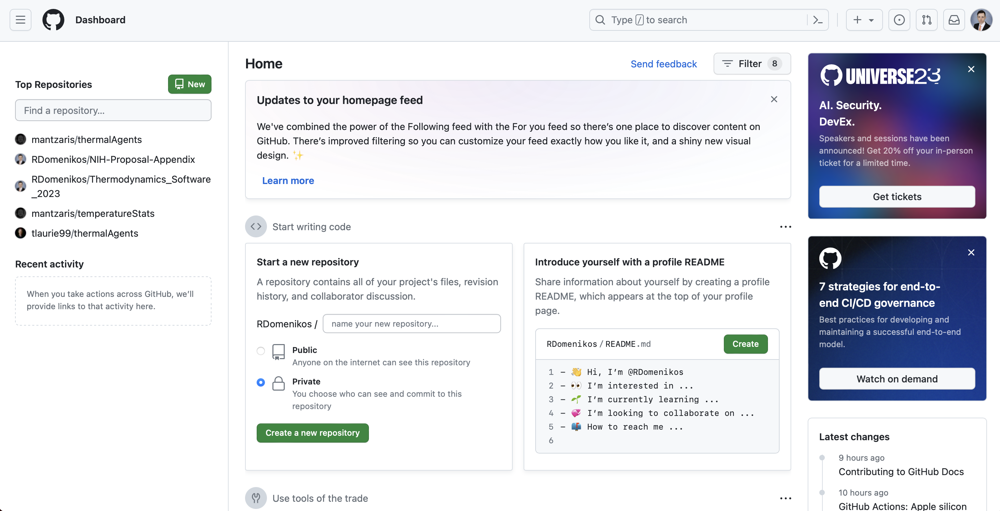 Dashboard
Type / to search
Top Repositories
New
Find a repository...
mantzaris/thermalAgents
RDomenikos/NIH-Proposal-Appendix
RDomenikos/Thermodynamics_Software
_2023
mantzaris/temperatureStats
tlaurie99/thermalAgents
Recent activity
When you take actions across GitHub, we’ll
provide links to that activity here.
Home
Send feedback
Filter 8
Updates to your homepage feed
We've combined the power of the Following feed with the For you feed so there’s one place to discover content on
GitHub. There’s improved filtering so you can customize your feed exactly how you like it, and a shiny new visual
design. ✨
Learn more
Start writing code
Start a new repository
A repository contains all of your project's files, revision
history, and collaborator discussion.
RDomenikos / name your new repository...
Public
Anyone on the internet can see this repository
Private
You choose who can see and commit to this
repository
Create a new repository
Introduce yourself with a profile README
Share information about yourself by creating a profile
README, which appears at the top of your profile
page.
RDomenikos / README.md
Create
1 - 👋 Hi, I’m @RDomenikos
2 - 👀 I’m interested in ...
3 - 🌱 I’m currently learning ...
4 - 💞️ I’m looking to collaborate on ...
5 - 📫 How to reach me ...
6
Use tools of the trade
UNIVERSE23
AI. Security.
DevEx.
Speakers and sessions have been
announced! Get 20% off your in-person
ticket for a limited time.
Get tickets
7 strategies for end-to-
end CI/CD governance
Best practices for developing and
maintaining a successful end-to-end
model.
Watch on demand
Latest changes
9 hours ago
Contributing to GitHub Docs
10 hours ago
GitHub Actions: Apple silicon